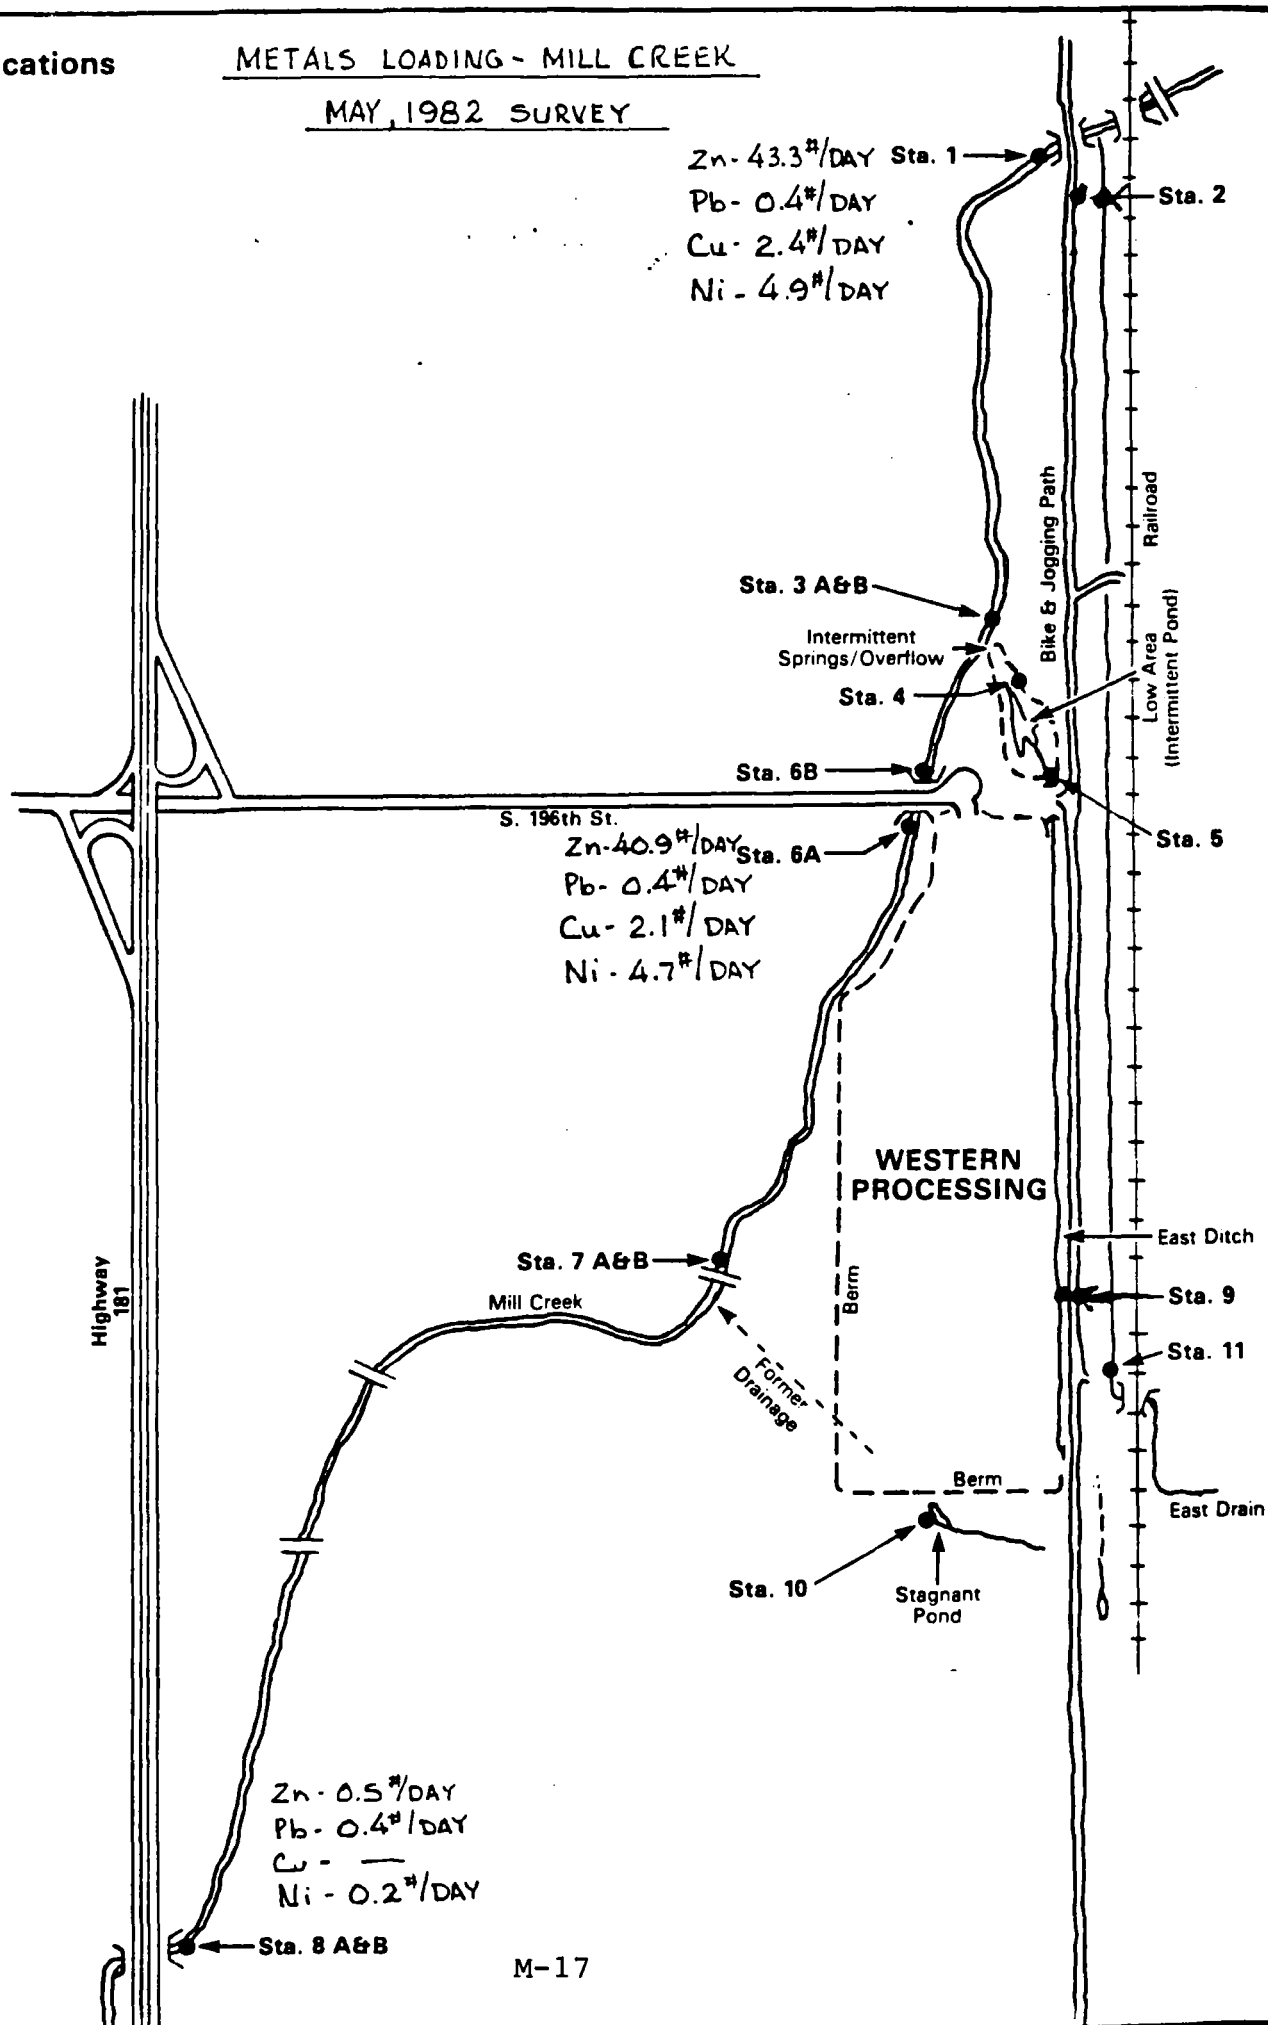 cations
METALS LOADING - MILL CREEK
MAY, 1982 SURVEY
Zn- 43.3#/DAY
Pb- 0.4#/DAY
Cu- 2.4#/DAY
Ni- 4.9#/DAY
Sta. 1
Sta. 2
Bike & Jogging Path
Railroad
Sta. 3 A&B
Intermittent
Springs/Overflow
Sta. 4
Low Area
(Intermittent Pond)
Sta. 6B
S. 196th St.
Sta. 5
Zn-40.9#/DAY
Pb- 0.4#/DAY
Cu- 2.1#/DAY
Ni- 4.7#/DAY
Sta. 6A
WESTERN
PROCESSING
East Ditch
Sta. 7 A&B
Mill Creek
Berm
Sta. 9
Highway
181
Sta. 11
Former
Drainage
Berm
East Drain
Sta. 10
Stagnant
Pond
Zn- 0.5#/DAY
Pb- 0.4#/DAY
Cu- —
Ni- 0.2#/DAY
Sta. 8 A&B
M-17